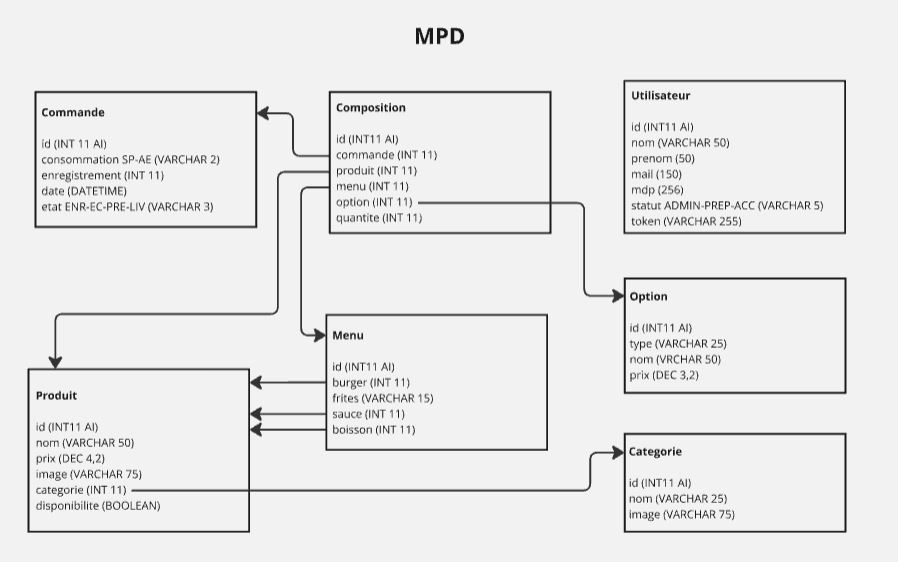 MPD
Commande
id (INT 11 AI)
consommation SP-AE (VARCHAR 2)
enregistrement (INT 11)
date (DATETIME)
etat ENR-EC-PRE-LIV (VARCHAR 3)
Composition
id (INT11 AI)
commande (INT 11)
produit (INT 11)
menu (INT 11)
option (INT 11)
quantite (INT 11)
Utilisateur
id (INT11 AI)
nom (VARCHAR 50)
prenom (50)
mail (150)
mdp (256)
statut ADMIN-PREP-ACC (VARCHAR 5)
token (VARCHAR 255)
Option
id (INT11 AI)
type (VARCHAR 25)
nom (VRCHAR 50)
prix (DEC 3,2)
Menu
id (INT11 AI)
burger (INT 11)
frites (VARCHAR 15)
sauce (INT 11)
boisson (INT 11)
Produit
id (INT11 AI)
nom (VARCHAR 50)
prix (DEC 4,2)
image (VARCHAR 75)
categorie (INT 11)
disponibilite (BOOLEAN)
Categorie
id (INT11 AI)
nom (VARCHAR 25)
image (VARCHAR 75)